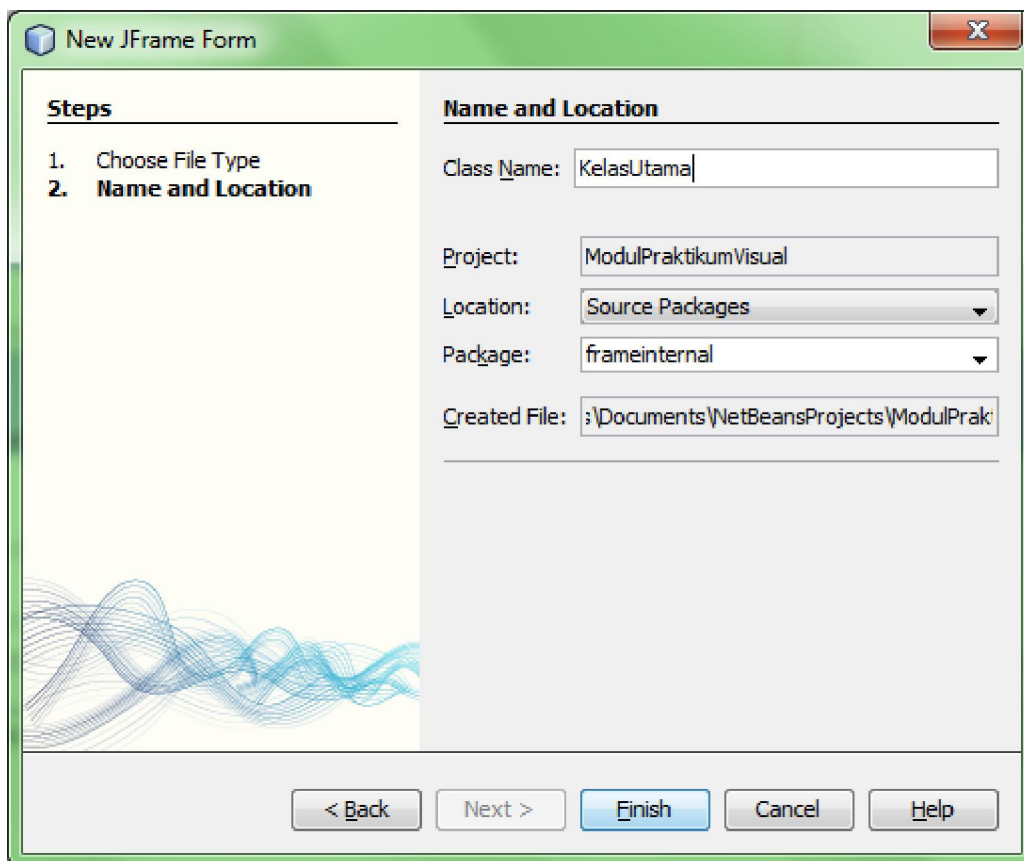 New JFrame Form
Steps
1. Choose File Type
2. Name and Location
Name and Location
Class Name: KelasUtama
Project: ModulPraktikumVisual
Location: Source Packages
Package: frameinternal
Created File: s\Documents\NetBeansProjects\ModulPrakt
< Back Next > Finish Cancel Help